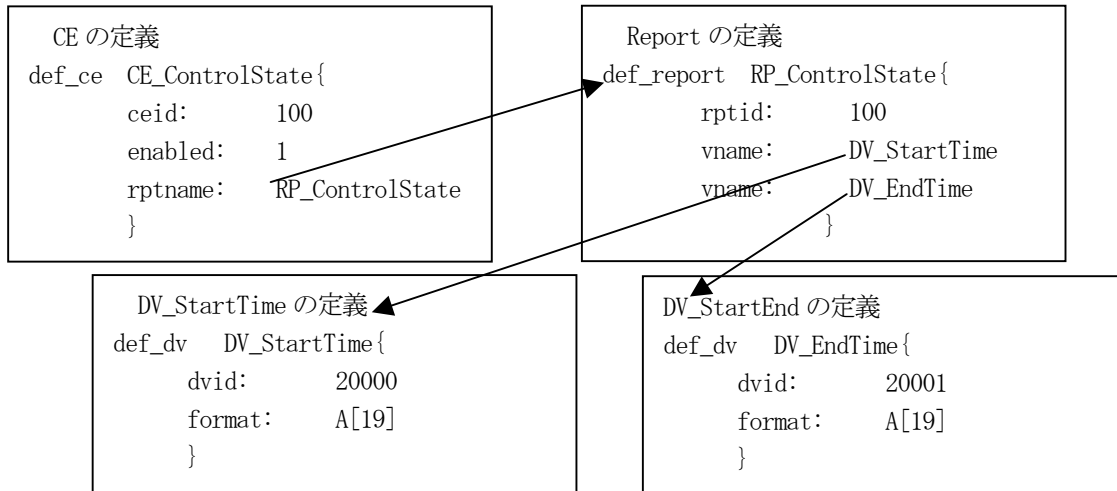 CE の定義
def_ce CE_ControlState{
ceid: 100
enabled: 1
rptname: RP_ControlState
}
Report の定義
def_report RP_ControlState{
rptid: 100
vname: DV_StartTime
vname: DV_EndTime
}
DV_StartTime の定義
def_dv DV_StartTime{
dvid: 20000
format: A[19]
}
DV_StartEnd の定義
def_dv DV_EndTime{
dvid: 20001
format: A[19]
}